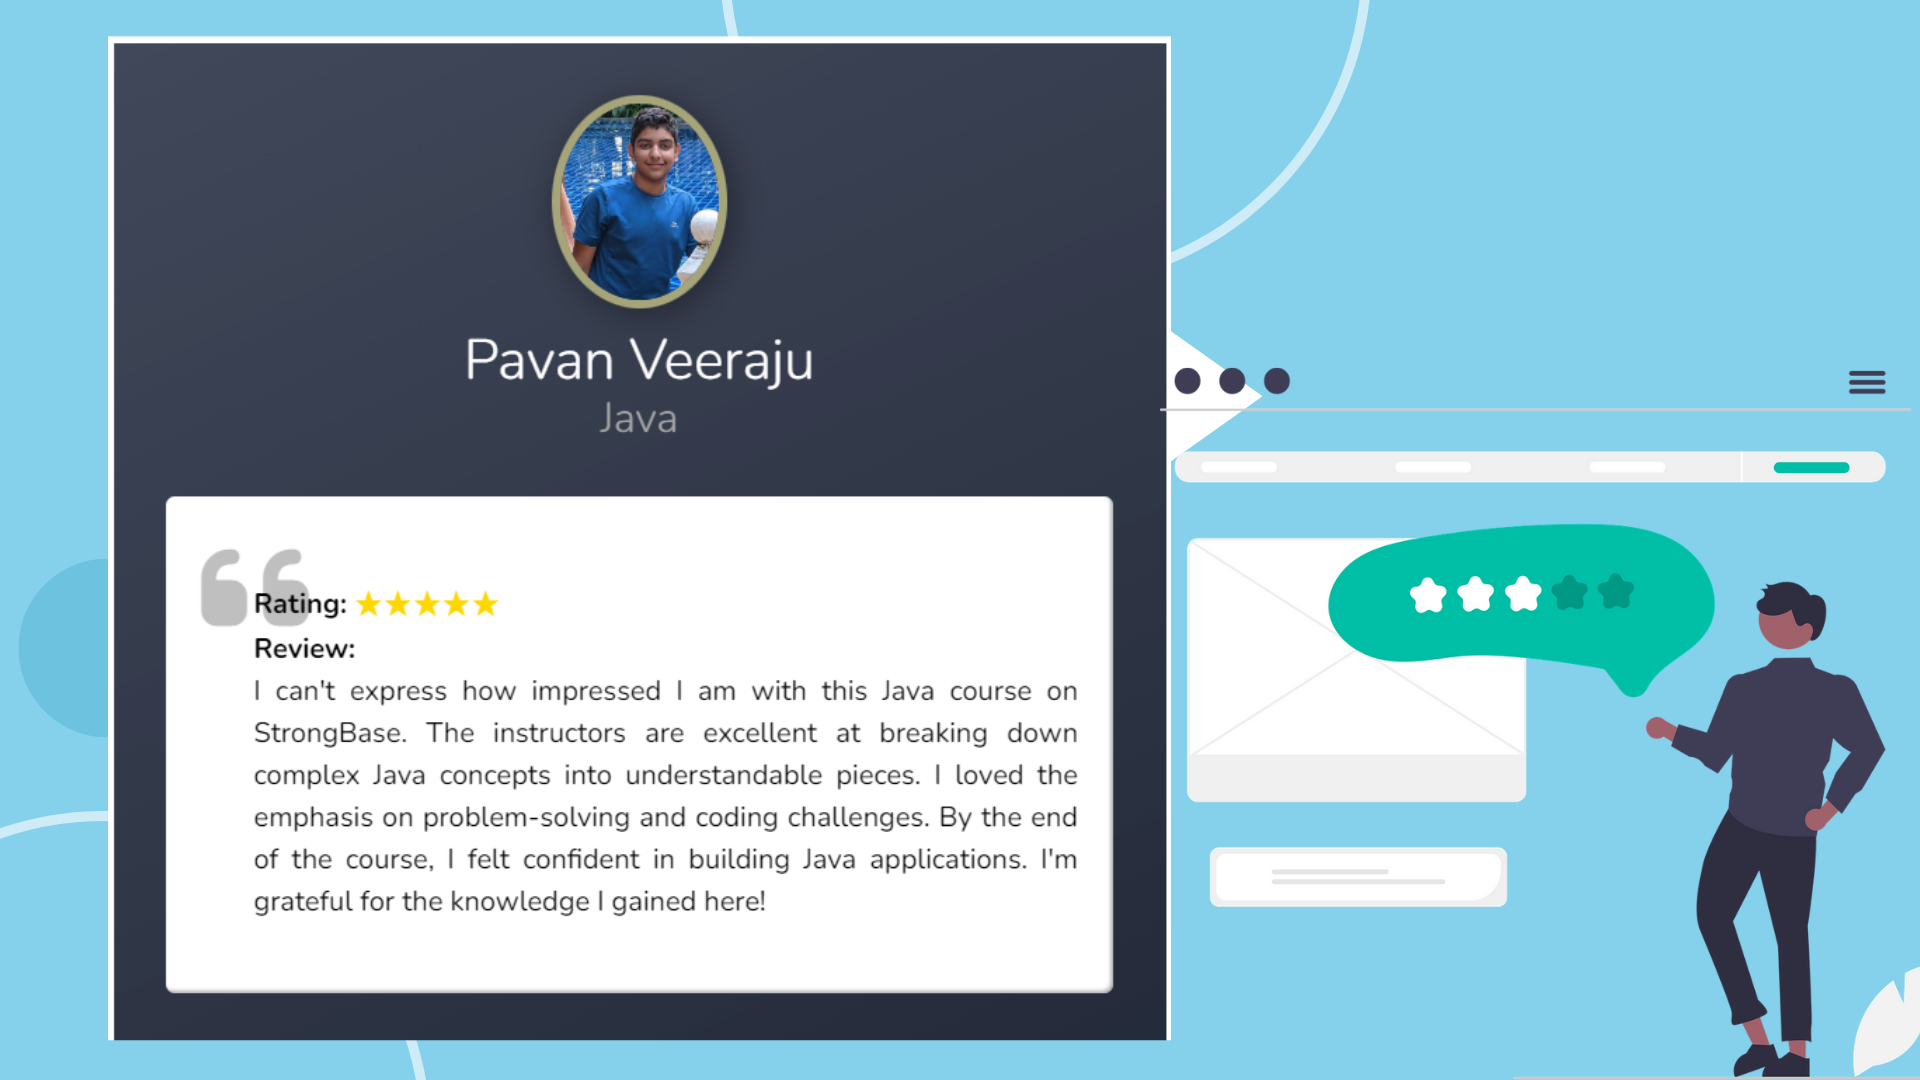 Pavan Veeraju
Java
Rating: ★★★★★
Review:
I can't express how impressed I am with this Java course on
StrongBase. The instructors are excellent at breaking down
complex Java concepts into understandable pieces. I loved the
emphasis on problem-solving and coding challenges. By the end
of the course, I felt confident in building Java applications. I'm
grateful for the knowledge I gained here!